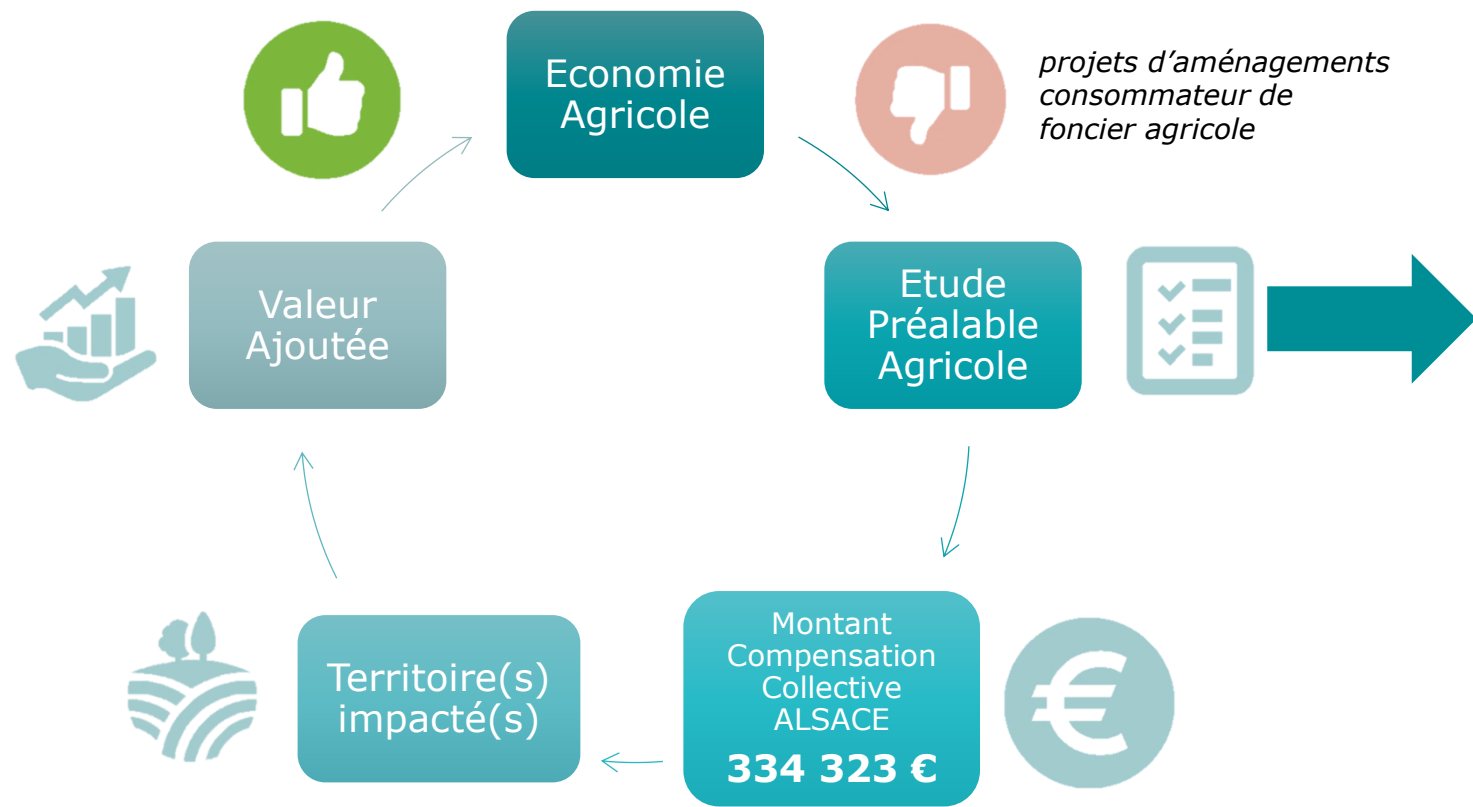 Economie
Agricole
projets d’aménagements
consommateur de
foncier agricole
Etude
Préalable
Agricole
Valeur
Ajoutée
Montant
Compensation
Collective
ALSACE
334 323 €
Territoire(s)
impacté(s)
€